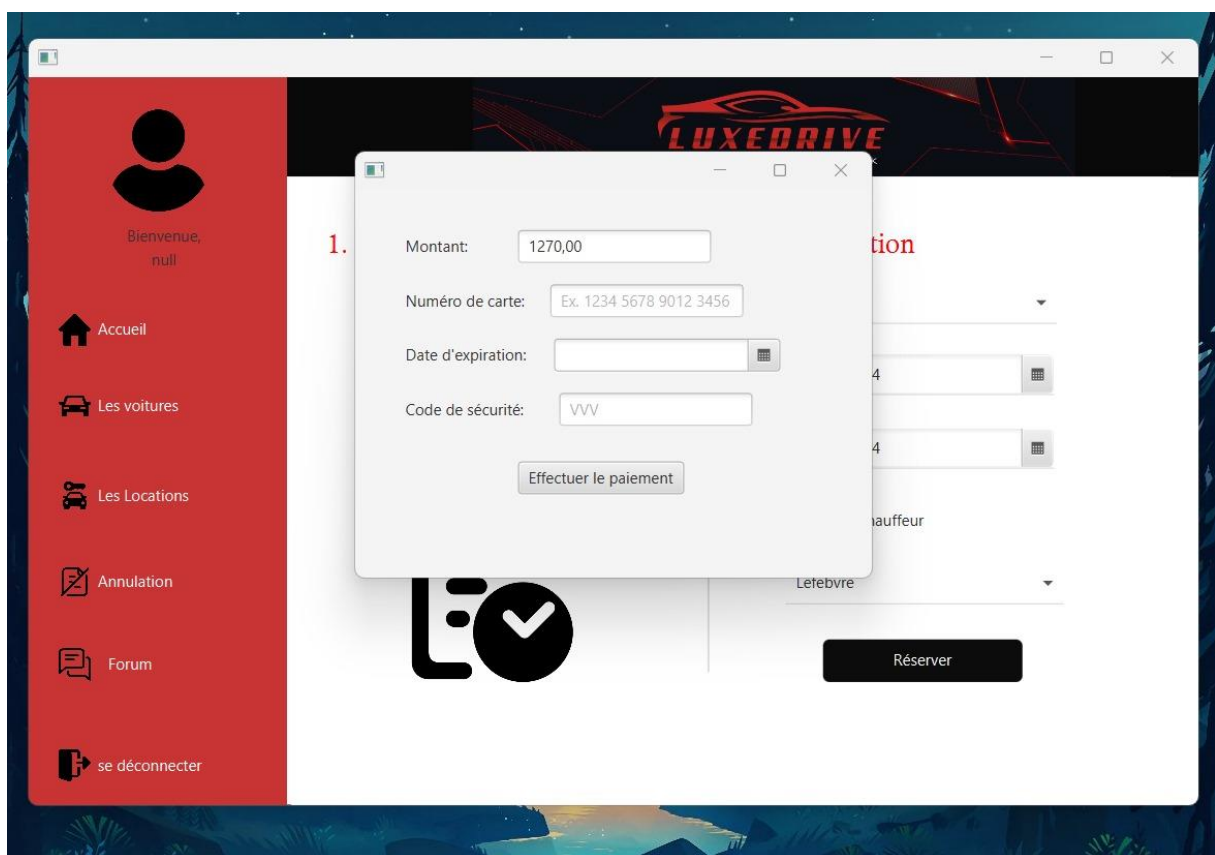 LUXEDRIVE
Bienvenue,
null
Accueil
Les voitures
Les Locations
Annulation
Forum
se déconnecter
1.
tion
Montant:
1270,00
Numéro de carte:
Ex. 1234 5678 9012 3456
Date d'expiration:
Code de sécurité:
VVV
Effectuer le paiement
4
4
hauffeur
Lefebvre
Réserver